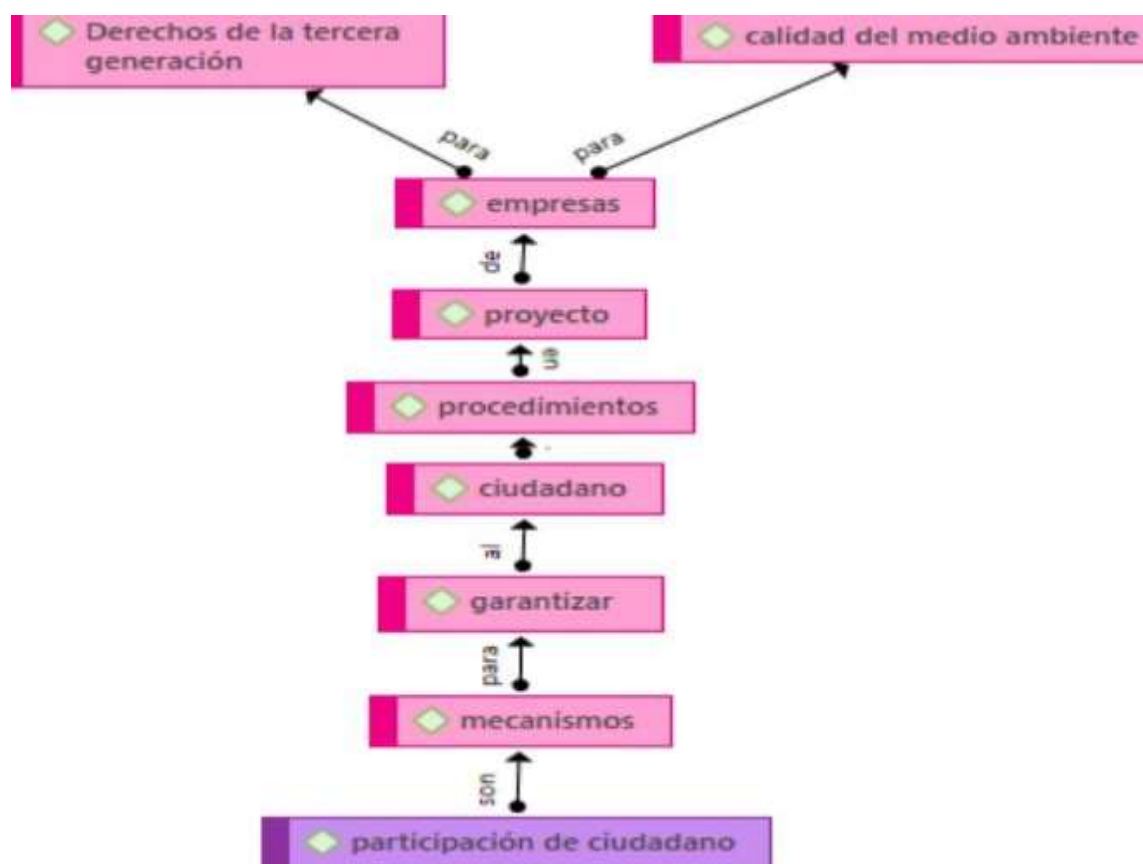 Derechos de la tercera
generación
calidad del medio ambiente
para
para
empresas
de
proyecto
en
procedimientos
ciudadano
al
garantizar
para
mecanismos
son
participación de ciudadano